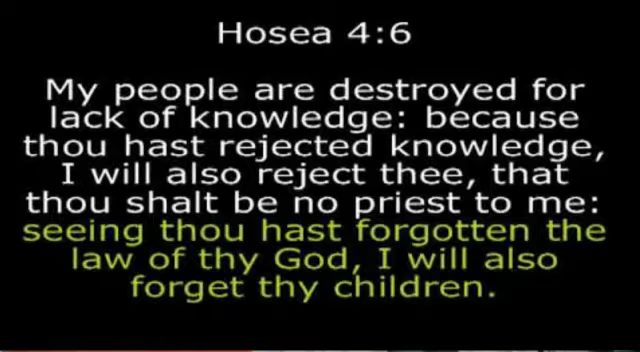 Hosea 4:6
My people are destroyed for
lack of knowledge: because
thou hast rejected knowledge,
I will also reject thee, that
thou shalt be no priest to me:
seeing thou hast forgotten the
law of thy God, I will also
forget thy children.